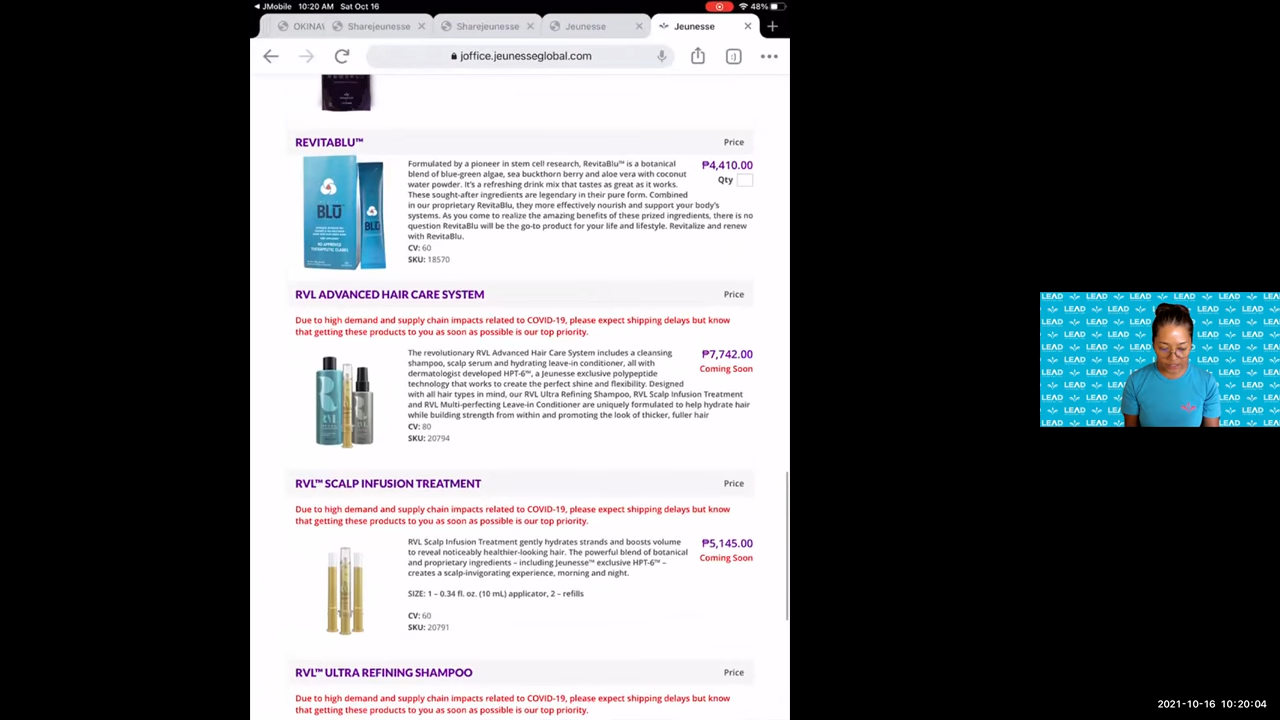 JMobile 10:20 AM Sat Oct 16 48%
OKINAW Sharejeunesse Sharejeunesse Jeunesse Jeunesse
joffice.jeunesseglobal.com
REVITABLU™ Price
Formulated by a pioneer in stem cell research, RevitaBlu™ is a botanical
blend of blue-green algae, sea buckthorn berry and aloe vera with coconut
water powder. It's a refreshing drink mix that tastes as great as it works.
These sought-after ingredients are legendary in their pure form. Combined
in our proprietary RevitaBlu, they more effectively nourish and support your body's
systems. As you come to realize the amazing benefits of these prized ingredients, there is no
question RevitaBlu will be the go-to product for your life and lifestyle. Revitalize and renew
with RevitaBlu.
CV: 60
SKU: 18570
₱4,410.00
Qty
BLŪ
BLŪ
NO APPROVED
THERAPEUTIC CLAIMS
RVL ADVANCED HAIR CARE SYSTEM Price
Due to high demand and supply chain impacts related to COVID-19, please expect shipping delays but know
that getting these products to you as soon as possible is our top priority.
The revolutionary RVL Advanced Hair Care System includes a cleansing
shampoo, scalp serum and hydrating leave-in conditioner, all with
dermatologist developed HPT-6™, a Jeunesse exclusive polypeptide
technology that works to create the perfect shine and flexibility. Designed
with all hair types in mind, our RVL Ultra Refining Shampoo, RVL Scalp Infusion Treatment
and RVL Multi-perfecting Leave-in Conditioner are uniquely formulated to help hydrate hair
while building strength from within and promoting the look of thicker, fuller hair
CV: 80
SKU: 20794
₱7,742.00
Coming Soon
RVL™ SCALP INFUSION TREATMENT Price
Due to high demand and supply chain impacts related to COVID-19, please expect shipping delays but know
that getting these products to you as soon as possible is our top priority.
RVL Scalp Infusion Treatment gently hydrates strands and boosts volume
to reveal noticeably healthier-looking hair. The powerful blend of botanical
and proprietary ingredients – including Jeunesse™ exclusive HPT-6™ –
creates a scalp-invigorating experience, morning and night.
SIZE: 1 – 0.34 fl. oz. (10 mL) applicator, 2 – refills
CV: 60
SKU: 20791
₱5,145.00
Coming Soon
RVL™ ULTRA REFINING SHAMPOO Price
Due to high demand and supply chain impacts related to COVID-19, please expect shipping delays but know
that getting these products to you as soon as possible is our top priority.
LEAD LEAD LEAD LEAD LEAD
2021-10-16 10:20:04